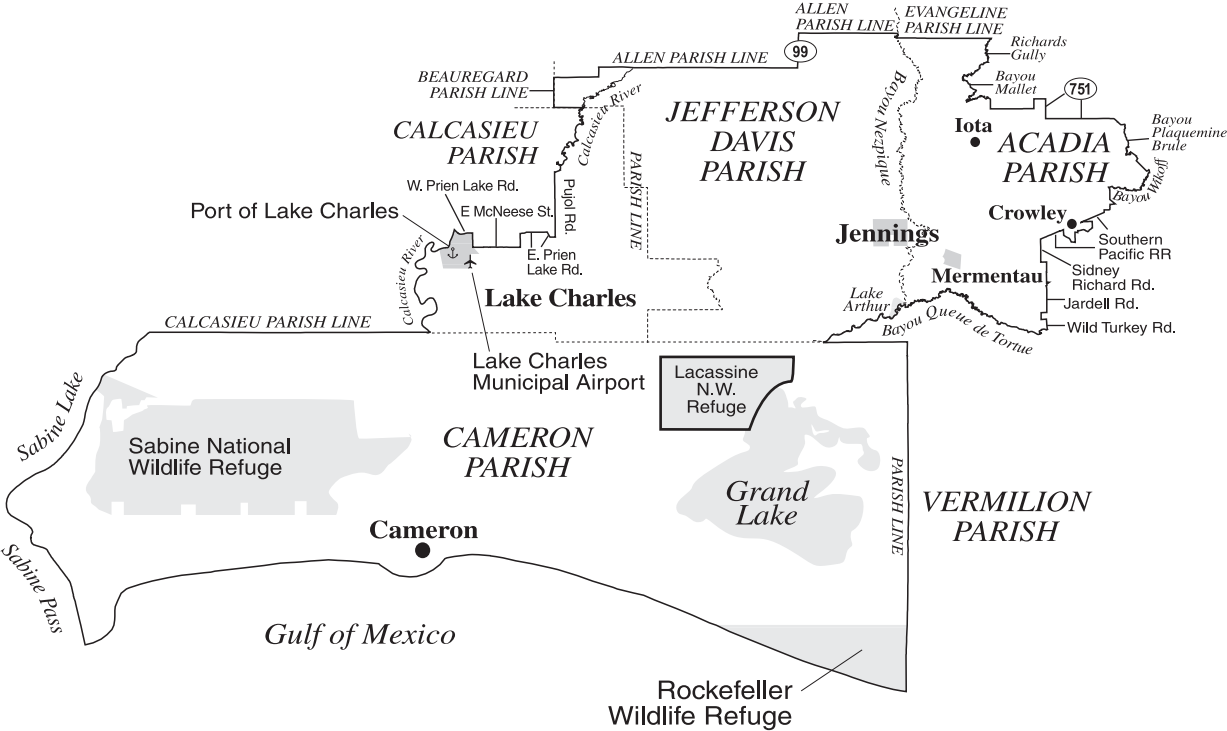 ALLEN
PARISH LINE
EVANGELINE
PARISH LINE
99
ALLEN PARISH LINE
Richards
Gully
BEAUREGARD
PARISH LINE
Bayou
Mallet
751
Calcasieu River
Bayou Nezpique
JEFFERSON
DAVIS
PARISH
CALCASIEU
PARISH
Iota
ACADIA
PARISH
Bayou
Plaquemine
Brule
Bayou Wikoff
PARISH LINE
W. Prien Lake Rd.
Pujol Rd.
Port of Lake Charles
E McNeese St.
Crowley
E. Prien
Lake Rd.
Jennings
Southern
Pacific RR
Calcasieu River
Mermentau
Sidney
Richard Rd.
Lake Charles
Lake
Arthur
Jardell Rd.
Bayou Queue de Tortue
Wild Turkey Rd.
CALCASIEU PARISH LINE
Lake Charles
Municipal Airport
Lacassine
N.W.
Refuge
Sabine Lake
Sabine National
Wildlife Refuge
CAMERON
PARISH
PARISH LINE
Grand
Lake
VERMILION
PARISH
Cameron
Sabine Pass
Gulf of Mexico
Rockefeller
Wildlife Refuge